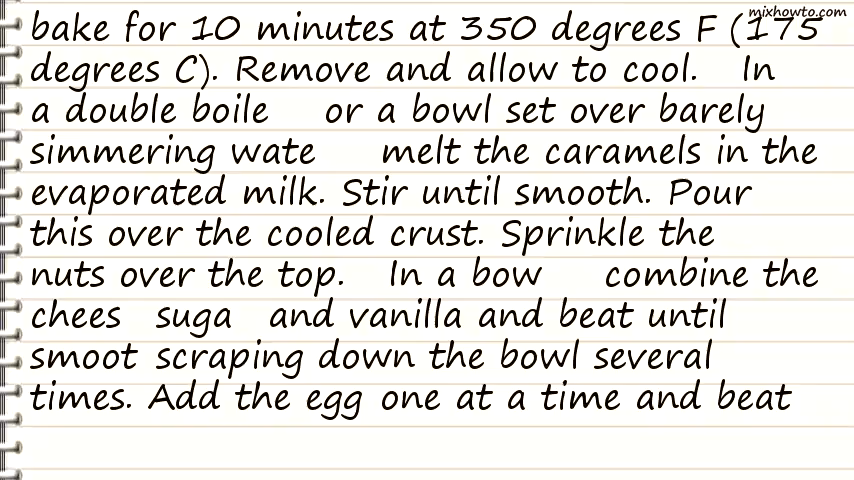 mixhowto.com
bake for 10 minutes at 350 degrees F (175
degrees C). Remove and allow to cool. In
a double boile or a bowl set over barely
simmering wate melt the caramels in the
evaporated milk. Stir until smooth. Pour
this over the cooled crust. Sprinkle the
nuts over the top. In a bow combine the
chees suga and vanilla and beat until
smoot scraping down the bowl several
times. Add the egg one at a time and beat